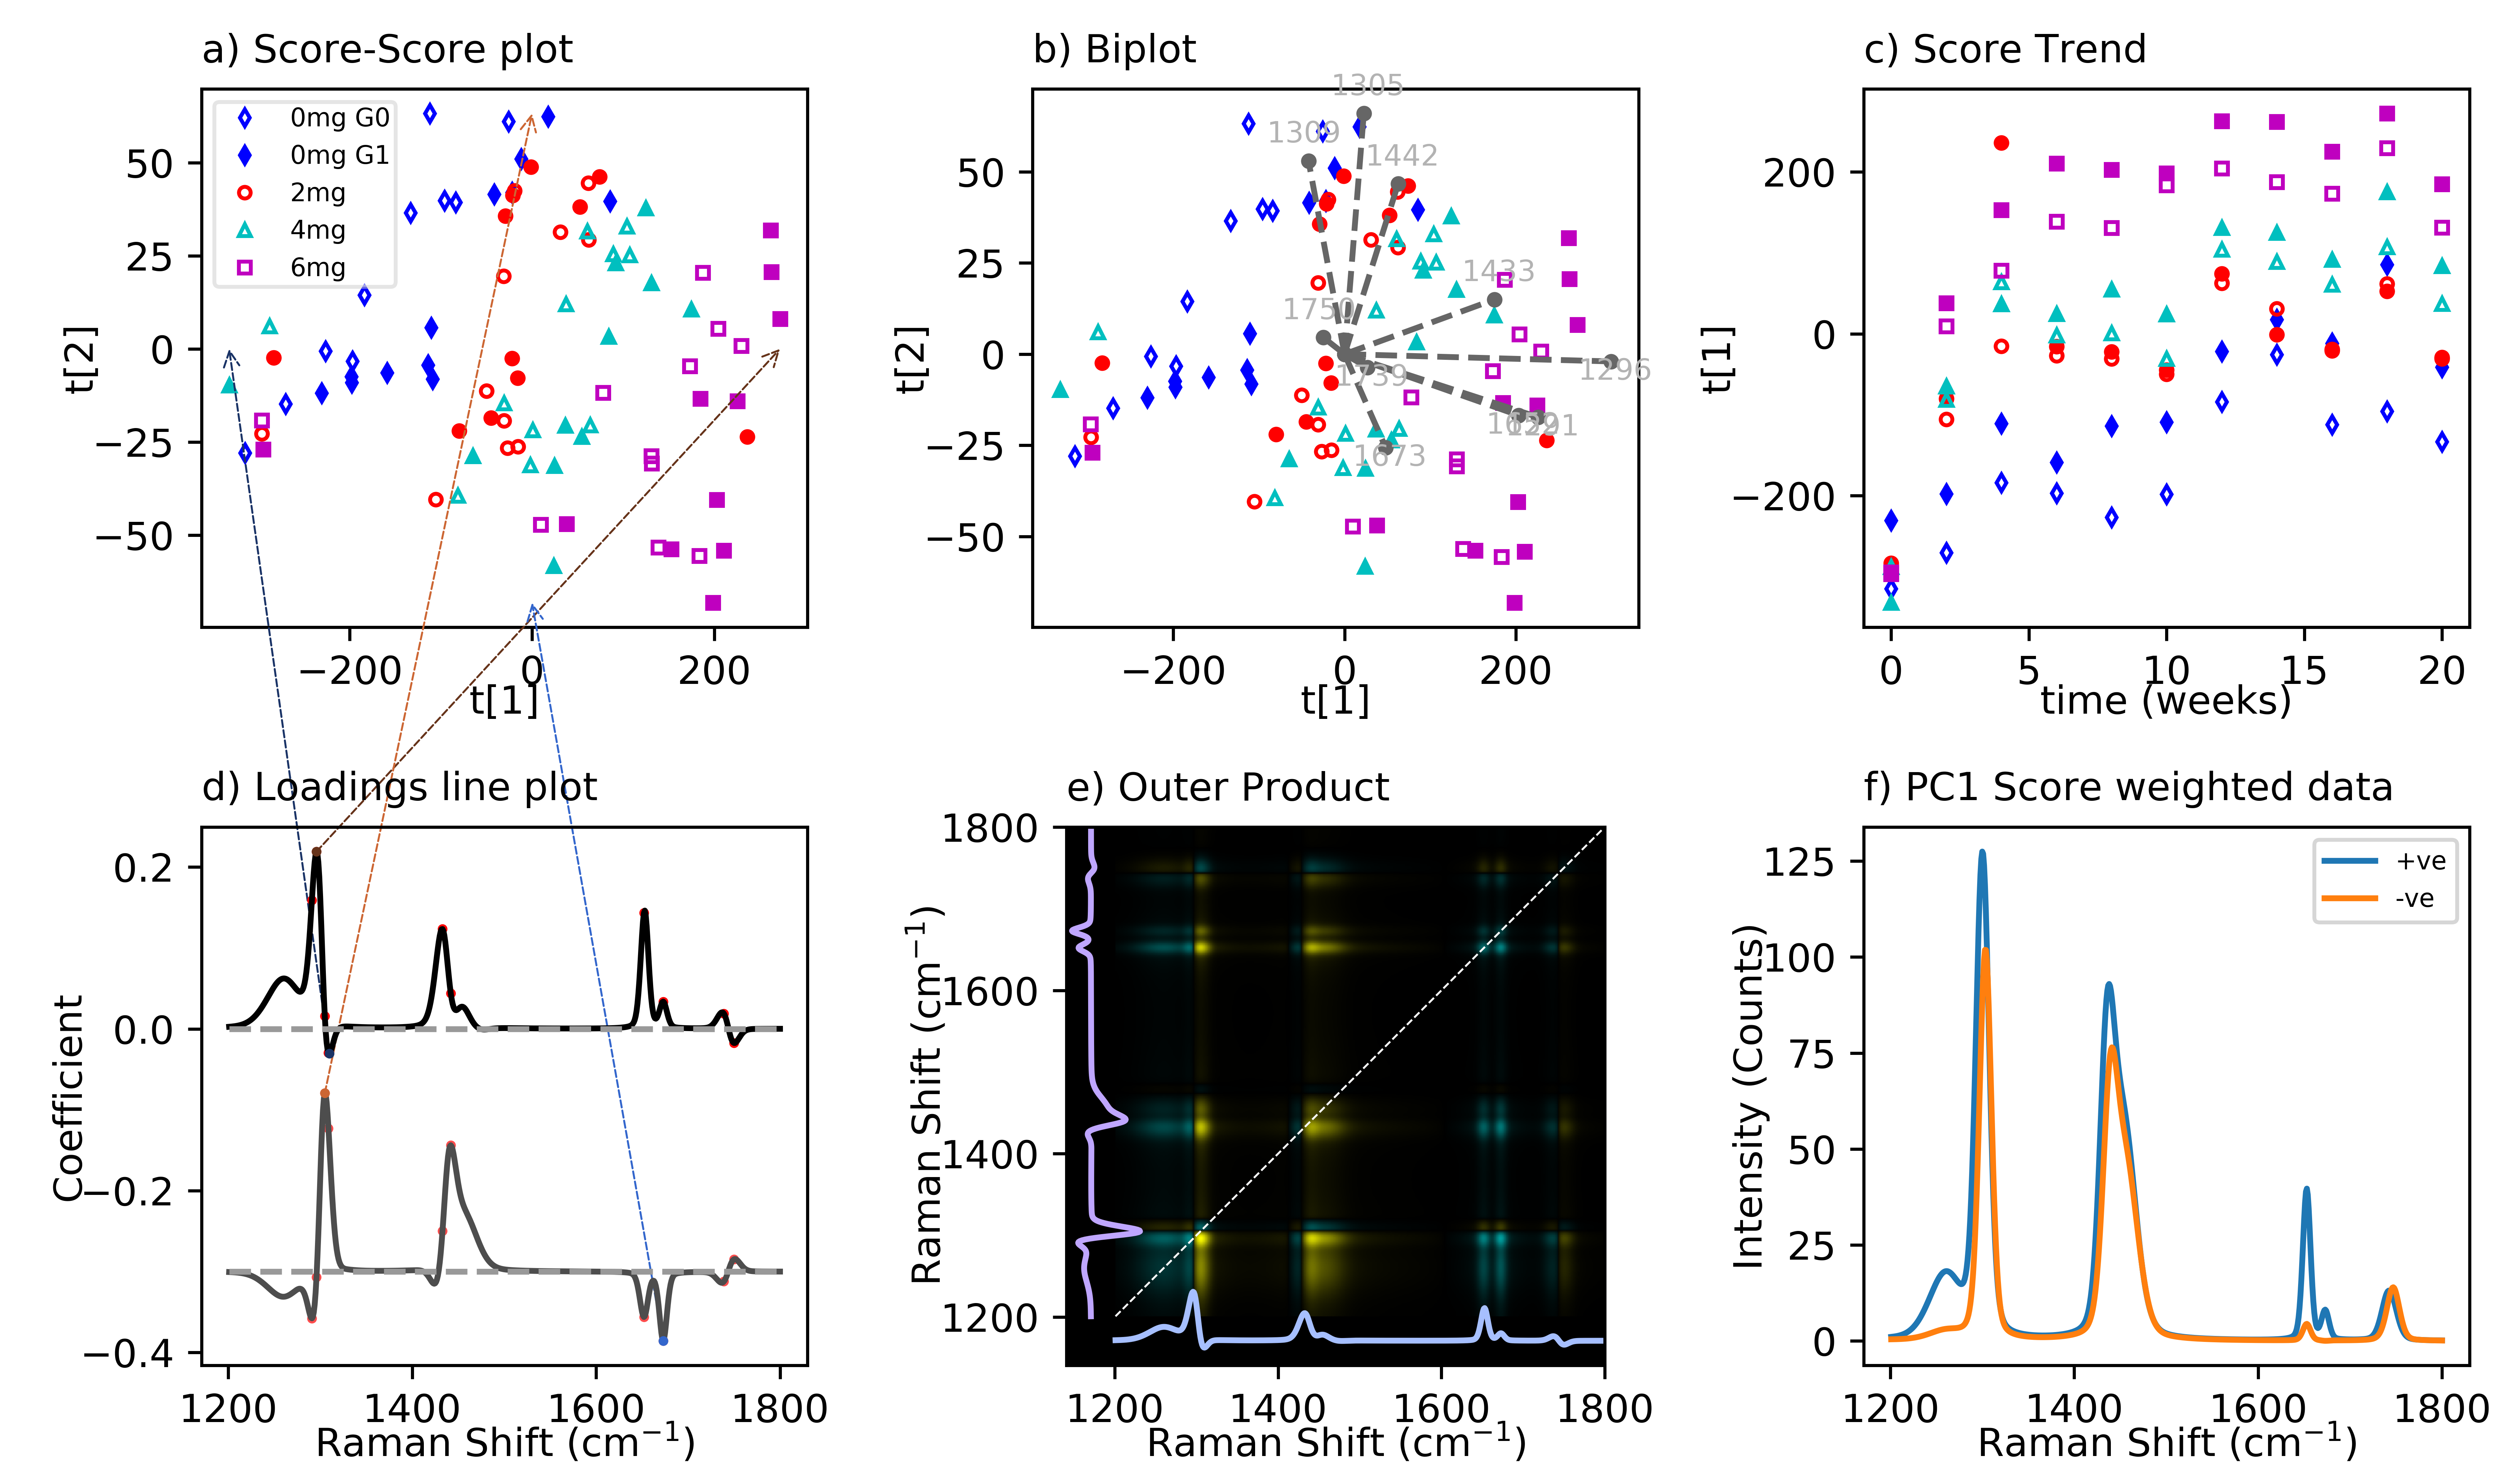 a) Score-Score plot
0mg G0
0mg G1
2mg
4mg
6mg
50
25
0
−25
−50
t[2]
−200
0
200
t[1]
b) Biplot
1305
1309
1442
1433
1750
1296
1739
1291
1673
50
25
0
−25
−50
t[2]
−200
0
200
t[1]
c) Score Trend
200
0
−200
t[1]
0
5
10
15
20
time (weeks)
d) Loadings line plot
0.2
0.0
−0.2
−0.4
Coefficient
1200
1400
1600
1800
Raman Shift (cm⁻¹)
e) Outer Product
1800
1600
1400
1200
Raman Shift (cm⁻¹)
1200
1400
1600
1800
Raman Shift (cm⁻¹)
f) PC1 Score weighted data
+ve
-ve
125
100
75
50
25
0
Intensity (Counts)
1200
1400
1600
1800
Raman Shift (cm⁻¹)